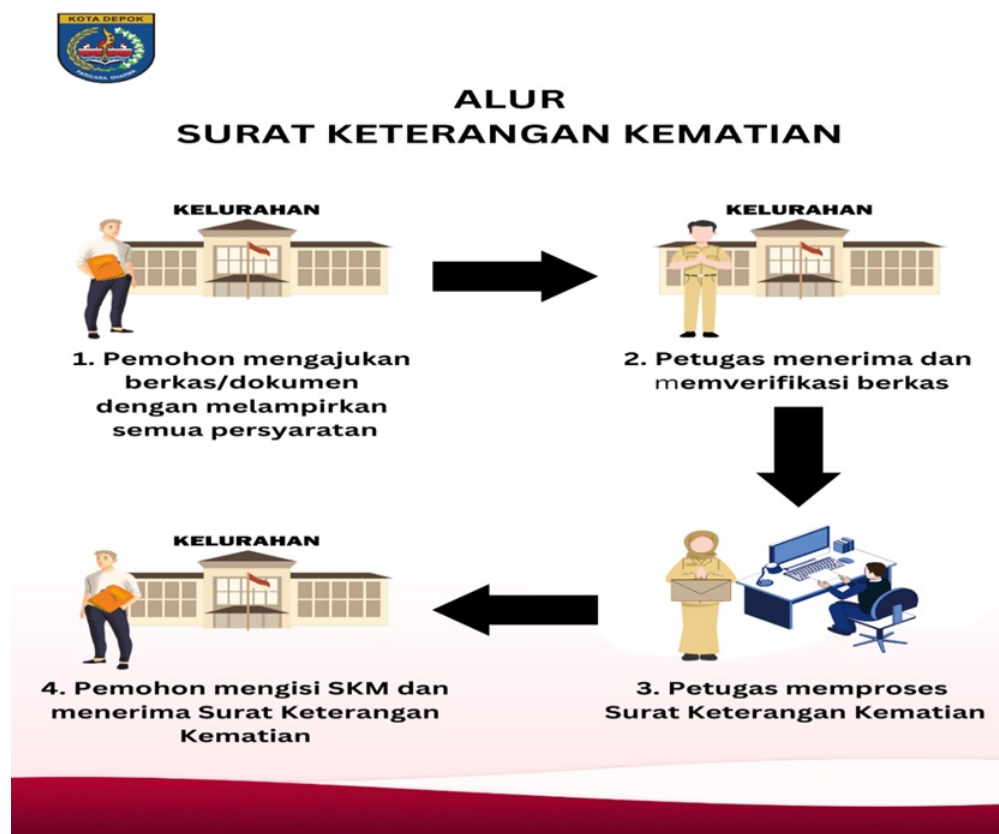 KOTA DEPOK
PARICARA DHARMA
ALUR
SURAT KETERANGAN KEMATIAN
KELURAHAN
1. Pemohon mengajukan
berkas/dokumen
dengan melampirkan
semua persyaratan
KELURAHAN
2. Petugas menerima dan
memverifikasi berkas
3. Petugas memproses
Surat Keterangan Kematian
KELURAHAN
4. Pemohon mengisi SKM dan
menerima Surat Keterangan
Kematian